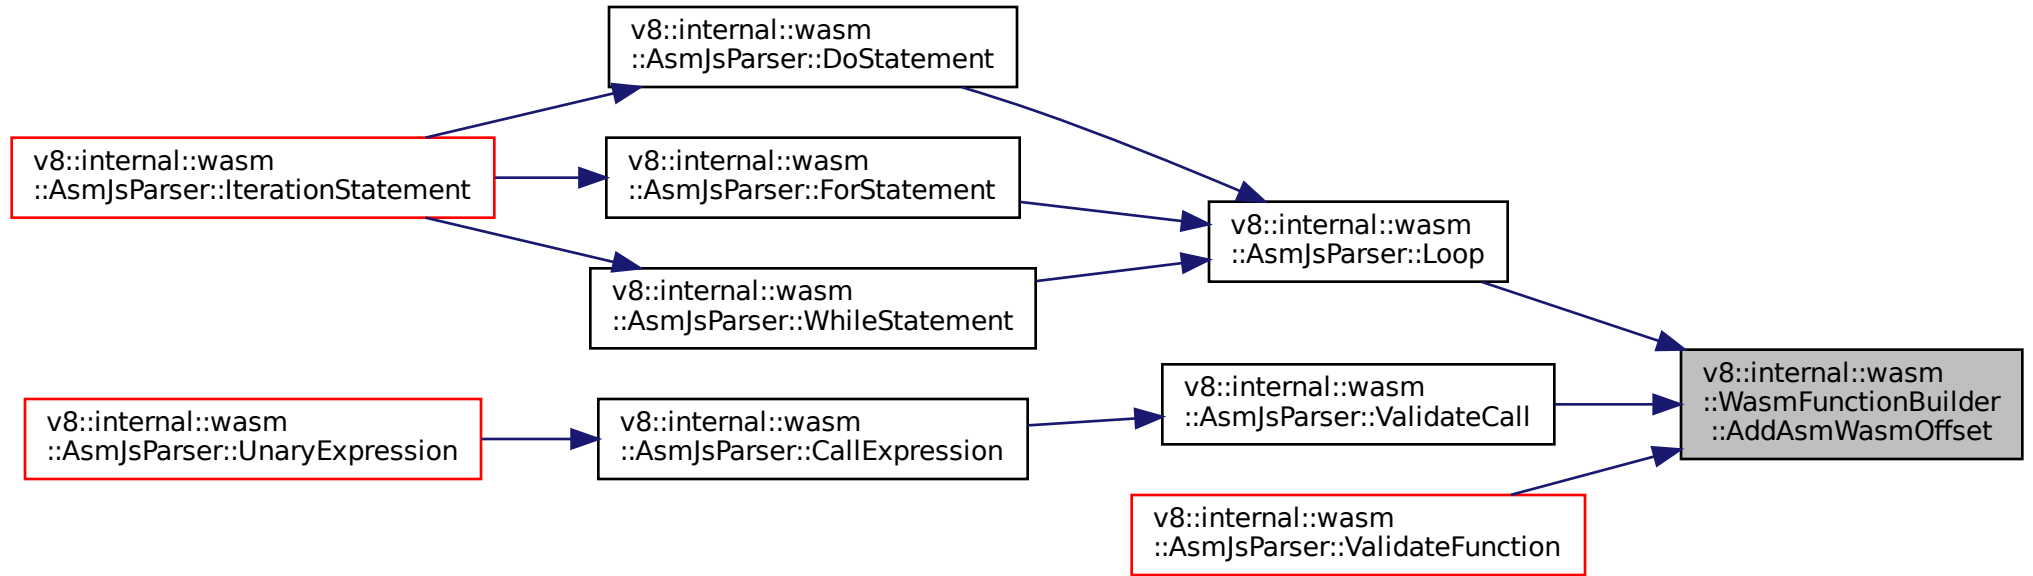 v8::internal::wasm
::AsmJsParser::DoStatement
v8::internal::wasm
::AsmJsParser::IterationStatement
v8::internal::wasm
::AsmJsParser::ForStatement
v8::internal::wasm
::AsmJsParser::Loop
v8::internal::wasm
::AsmJsParser::WhileStatement
v8::internal::wasm
::WasmFunctionBuilder
::AddAsmWasmOffset
v8::internal::wasm
::AsmJsParser::ValidateCall
v8::internal::wasm
::AsmJsParser::UnaryExpression
v8::internal::wasm
::AsmJsParser::CallExpression
v8::internal::wasm
::AsmJsParser::ValidateFunction